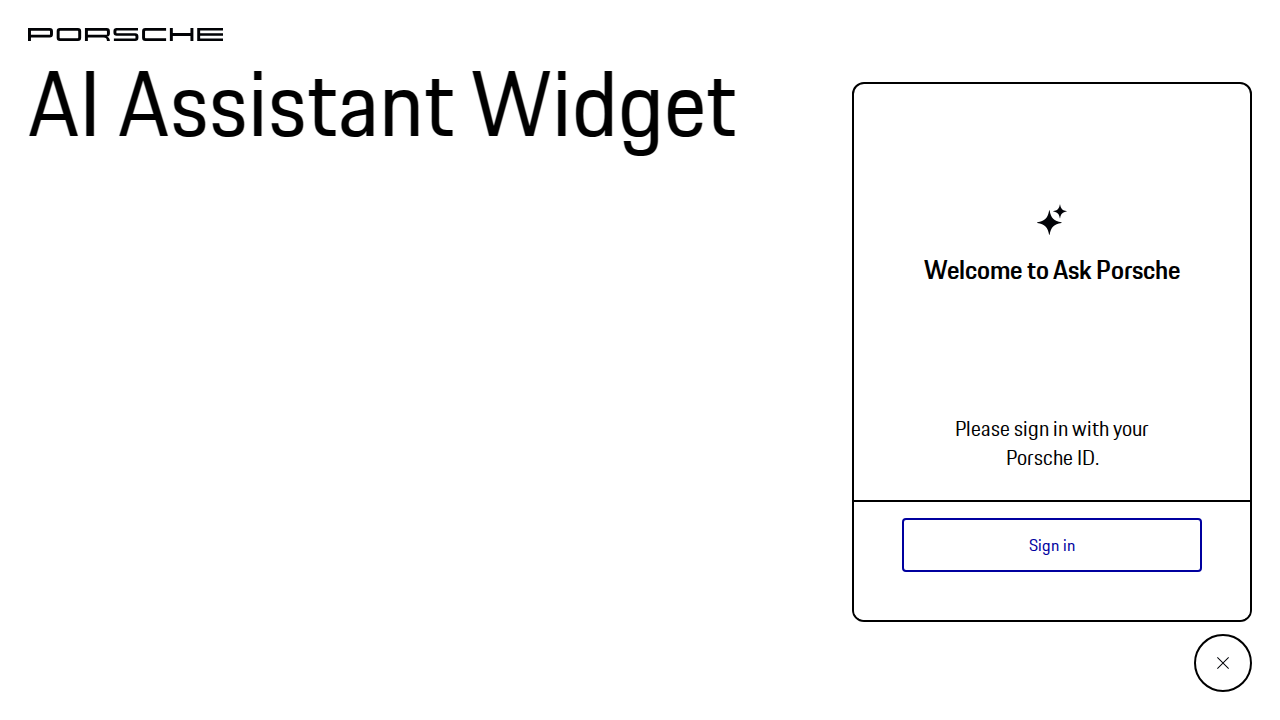 PORSCHE
AI Assistant Widget
Welcome to Ask Porsche
Please sign in with your
Porsche ID.
Sign in